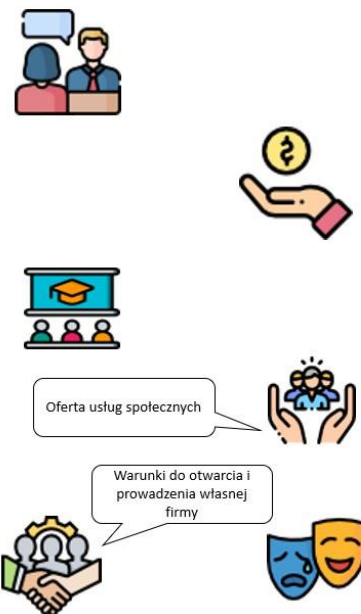 Oferta usług społecznych
Warunki do otwarcia i
prowadzenia własnej
firmy